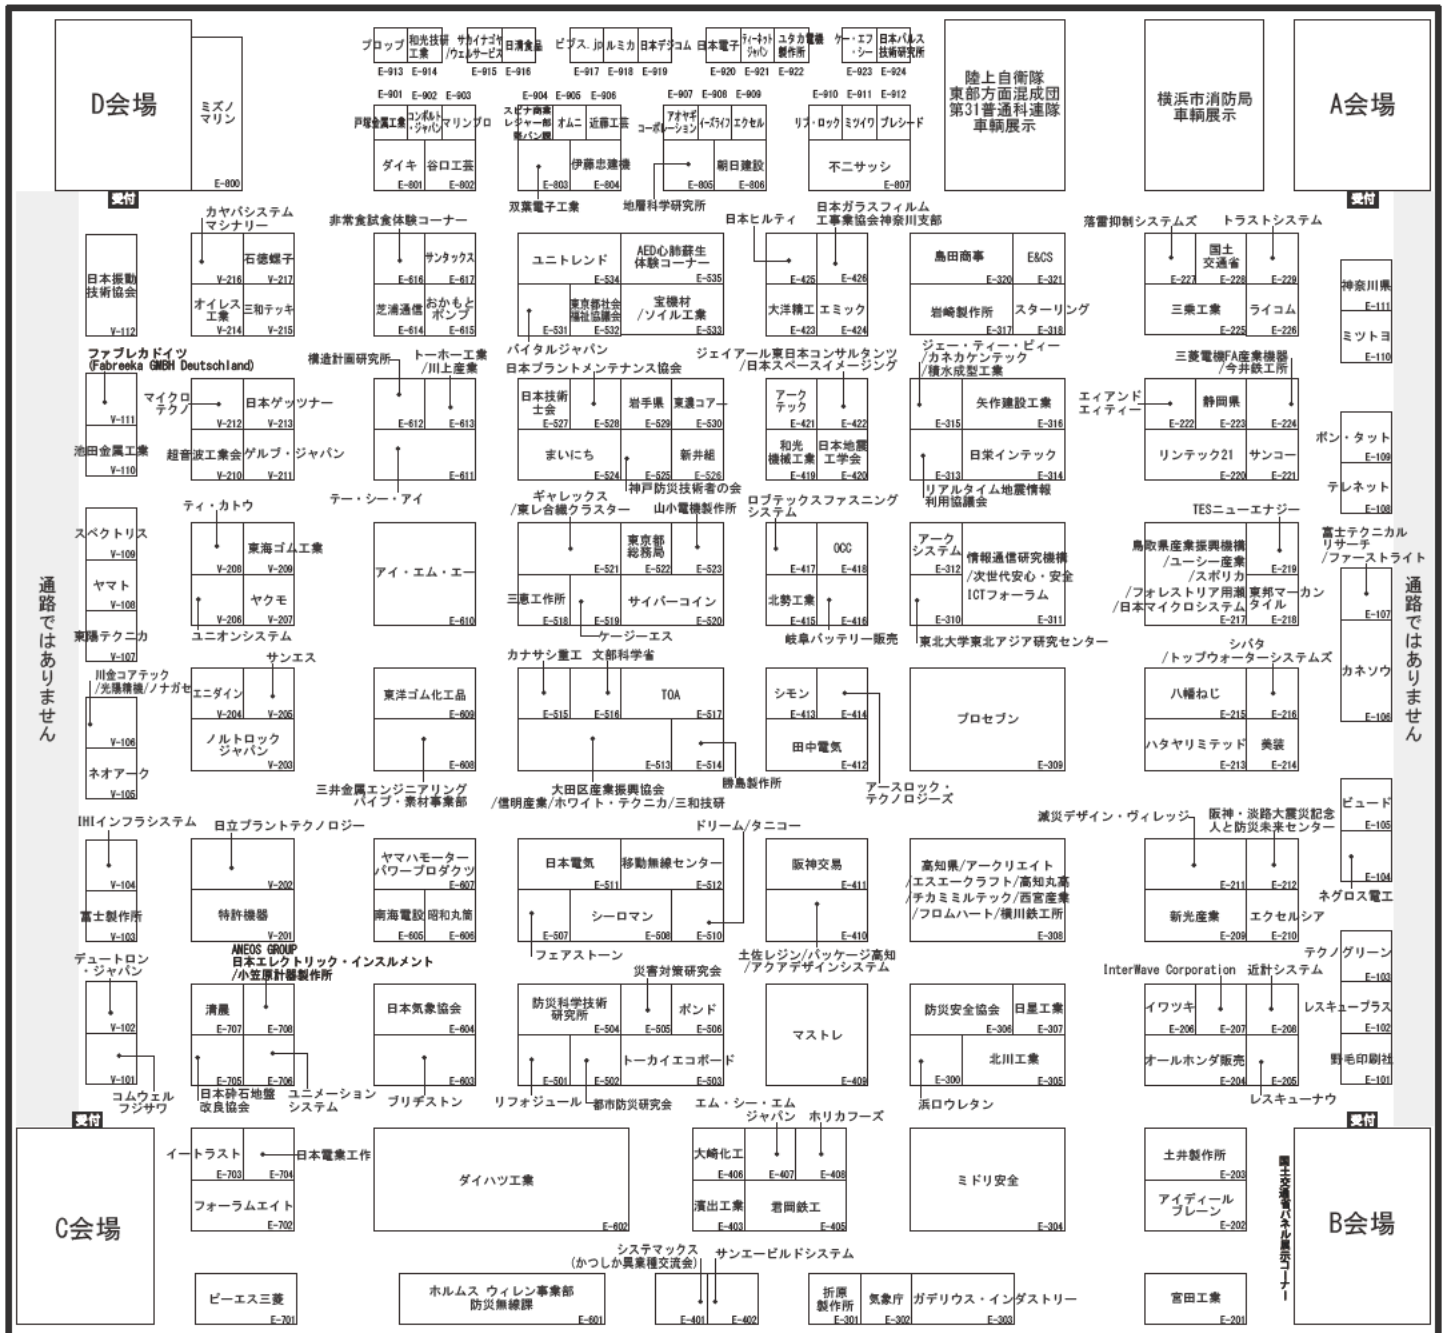 D会場
ミズノ
マリン
E-800
受付
ブロップ
和光技研
工業
サカイナゴヤ
/ウェルサービス
日清食品
ビブス.jp
ルミカ
日本デジコム
日本電子
ティーネット
ジャパン
ユタカ電機
製作所
ケー・エフ
・シー
日本パルス
技術研究所
E-913
E-914
E-915
E-916
E-917
E-918
E-919
E-920
E-921
E-922
E-923
E-924
E-901
E-902
E-903
E-904
E-905
E-906
E-907
E-908
E-909
E-910
E-911
E-912
戸塚金属工業
コンボルト
・ジャパン
マリンプロ
スピナ商業
レジャー部
オムニ
近藤工芸
アオヤギ
コーポレーション
イーズライフ
エクセル
リブ・ロック
ミツイワ
プレシード
ダイキ
E-801
谷口工芸
E-802
E-803
伊藤忠建機
E-804
E-805
朝日建設
E-806
不二サッシ
E-807
双葉電子工業
地層科学研究所
陸上自衛隊
東部方面混成団
第31普通科連隊
車輌展示
横浜市消防局
車輌展示
A会場
受付
カヤバシステム
マシナリー
非常食試食体験コーナー
日本ヒルティ
日本ガラスフィルム
工事業協会神奈川支部
落雷抑制システムズ
トラストシステム
日本振動
技術協会
V-112
V-216
石徳螺子
V-217
オイレス
工業
V-214
三和テッキ
V-215
E-616
サンタックス
E-617
芝浦通信
E-614
おかもと
ポンプ
E-615
ユニトレンド
E-534
AED心肺蘇生
体験コーナー
E-535
E-531
東京都社会
福祉協議会
E-532
宝機材
/ソイル工業
E-533
E-425
E-426
大洋精工
E-423
エミック
E-424
島田商事
E-320
E&CS
E-321
岩崎製作所
E-317
スターリング
E-318
E-227
国土
交通省
E-228
E-229
三乗工業
E-225
ライコム
E-226
神奈川県
E-111
ミツトヨ
E-110
ファブレカドイツ
(Fabreeka GMBH Deutschland)
構造計画研究所
トーホー工業
/川上産業
バイタルジャパン
日本プラントメンテナンス協会
ジェイアール東日本コンサルタンツ
/日本スペースイメージング
ジェー・ティー・ビィー
/カネカケンテック
/積水成型工業
三菱電機FA産業機器
/今井鉄工所
V-111
マイクロ
テクノ
V-212
日本ゲッツナー
V-213
池田金属工業
V-110
超音波工業会
V-210
ゲルブ・ジャパン
V-211
E-612
E-613
E-611
日本技術
士会
E-527
E-528
岩手県
E-529
東濃コアー
E-530
まいにち
E-524
E-525
新井組
E-526
アーク
テック
E-421
E-422
和光
機械工業
E-419
日本地震
工学会
E-420
E-315
矢作建設工業
E-316
E-313
日栄インテック
E-314
エィアンド
エィティー
E-222
静岡県
E-223
E-224
リンテック21
E-220
サンコー
E-221
ボン・タット
E-109
テレネット
E-108
テー・シー・アイ
ギャレックス
/東レ合繊クラスター
神戸防災技術者の会
山小電機製作所
ロブテックスファスニング
システム
リアルタイム地震情報
利用協議会
TESニューエナジー
ティ・カトウ
スペクトリス
V-109
ヤマト
V-108
東陽テクニカ
V-107
V-208
東海ゴム工業
V-209
V-206
ヤクモ
V-207
ユニオンシステム
アイ・エム・エー
E-610
E-521
東京都
総務局
E-522
E-523
三恵工作所
E-518
E-519
サイバーコイン
E-520
ケージーエス
E-417
OCC
E-418
北勢工業
E-415
E-416
岐阜バッテリー販売
アーク
システム
E-312
情報通信研究機構
/次世代安心・安全
ICTフォーラム
E-310
E-311
東北大学東北アジア研究センター
鳥取県産業振興機構
/ユーシー産業
/スポリカ
/フォレストリア用瀬
/日本マイクロシステム
E-217
E-219
東邦マーカン
タイル
E-218
富士テクニカル
リサーチ
/ファーストライト
E-107
カネソウ
E-106
通路ではありません
通路ではありません
川金コアテック
/光陽精機/ノナガセ
サンエス
カナサシ重工
文部科学省
シバタ
/トップウォーターシステムズ
V-106
ネオアーク
V-105
エニダイン
V-204
V-205
ノルトロック
ジャパン
V-203
東洋ゴム化工品
E-609
E-608
E-515
E-516
TOA
E-517
E-513
E-514
シモン
E-413
E-414
田中電気
E-412
プロセブン
E-309
八幡ねじ
E-215
E-216
ハタヤリミテッド
E-213
美装
E-214
三井金属エンジニアリング
パイプ・素材事業部
大田区産業振興協会
/信明産業/ホワイト・テクニカ/三和技研
勝島製作所
アースロック・
テクノロジーズ
IHIインフラシステム
日立プラントテクノロジー
ドリーム/タニコー
減災デザイン・ヴィレッジ
阪神・淡路大震災記念
人と防災未来センター
ビュード
E-105
E-104
ネグロス電工
V-104
富士製作所
V-103
V-202
特許機器
V-201
ヤマハモーター
パワープロダクツ
E-607
南海電設
E-605
昭和丸筒
E-606
日本電気
E-511
移動無線センター
E-512
E-507
シーロマン
E-508
E-510
フェアストーン
阪神交易
E-411
E-410
土佐レジン/パッケージ高知
/アクアデザインシステム
高知県/アークリエイト
/エスエークラフト/高知丸高
/チカミミルテック/西宮産業
/フロムハート/横川鉄工所
E-308
E-211
E-212
新光産業
E-209
エクセルシア
E-210
テクノグリーン
E-103
レスキュープラス
E-102
野毛印刷社
E-101
デュートロン
・ジャパン
ANEOS GROUP
日本エレクトリック・インスルメント
/小笠原計器製作所
災害対策研究会
InterWave Corporation
近計システム
V-102
V-101
コムウェル
フジサワ
清農
E-707
E-708
E-705
E-706
日本砕石地盤
改良協会
ユニメーション
システム
日本気象協会
E-604
E-603
ブリヂストン
防災科学技術
研究所
E-504
E-505
ボンド
E-506
E-501
E-502
トーカイエコボード
E-503
リフォジュール
都市防災研究会
マストレ
E-409
防災安全協会
E-306
日星工業
E-307
E-300
北川工業
E-305
浜口ウレタン
イワツキ
E-206
E-207
E-208
オールホンダ販売
E-204
E-205
レスキューナウ
受付
C会場
イートラスト
E-703
E-704
日本電業工作
フォーラムエイト
E-702
ダイハツ工業
E-602
エム・シー・エム
ジャパン
ホリカフーズ
大崎化工
E-406
E-407
E-408
濱出工業
E-403
君岡鉄工
E-405
ミドリ安全
E-304
土井製作所
E-203
アイディール
ブレーン
E-202
国土交通省パネル展示コーナー
受付
B会場
ピーエス三菱
E-701
ホルムス ウィレン事業部
防災無線課
E-601
システマックス
(かつしか異業種交流会)
サンエービルドシステム
E-401
E-402
折原
製作所
E-301
気象庁
E-302
ガデリウス・インダストリー
E-303
宮田工業
E-201